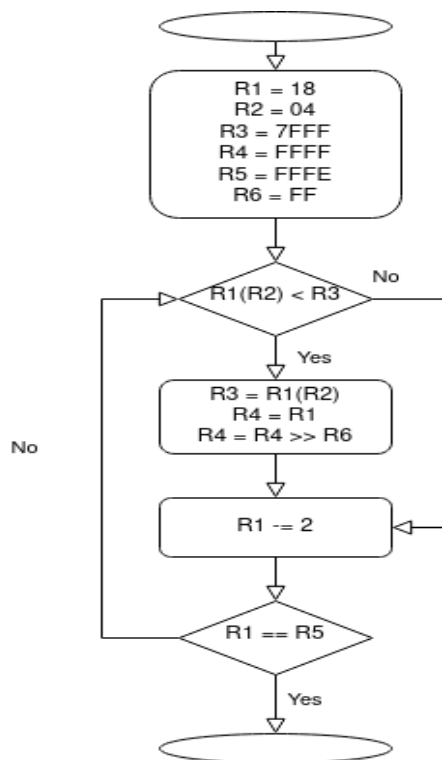 R1 = 18
R2 = 04
R3 = 7FFF
R4 = FFFF
R5 = FFFE
R6 = FF
R1(R2) < R3
No
Yes
R3 = R1(R2)
R4 = R1
R4 = R4 >> R6
No
R1 -= 2
R1 == R5
Yes